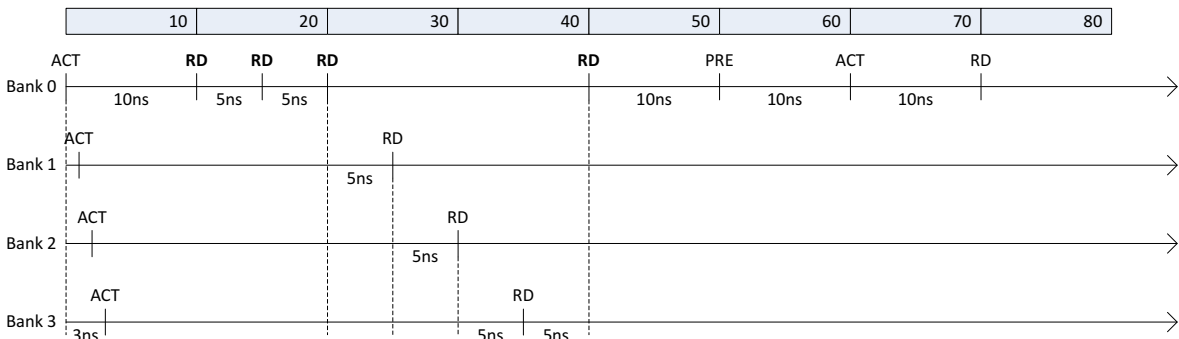 10 20 30 40 50 60 70 80
ACT RD RD RD RD PRE ACT RD
Bank 0
10ns 5ns 5ns 10ns 10ns 10ns
ACT RD
Bank 1
5ns
ACT RD
Bank 2
5ns
ACT RD
Bank 3
3ns 5ns 5ns